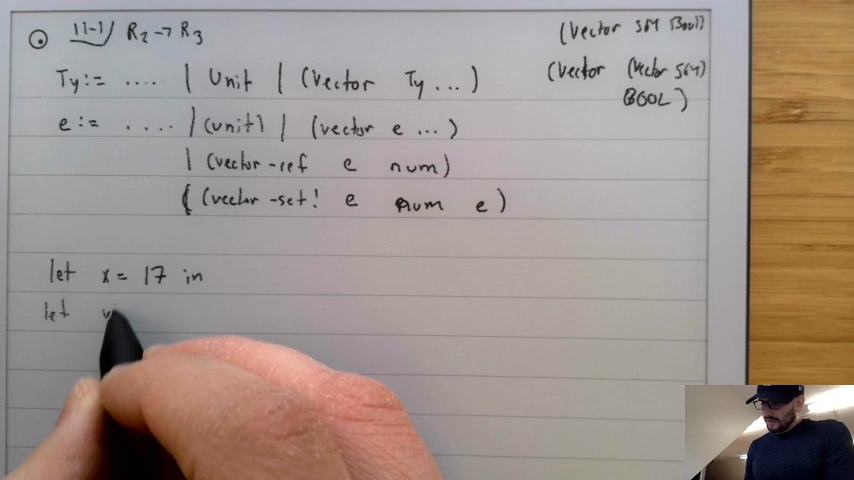 11-1/ R2 → R3
Ty := .... | Unit | (vector Ty ...)
e := .... | (unit) | (vector e ...)
| (vector-ref e num)
| (vector-set! e num e)
(vector S64 Bool)
(vector (vector S64)
BOOL)
let x = 17 in
let